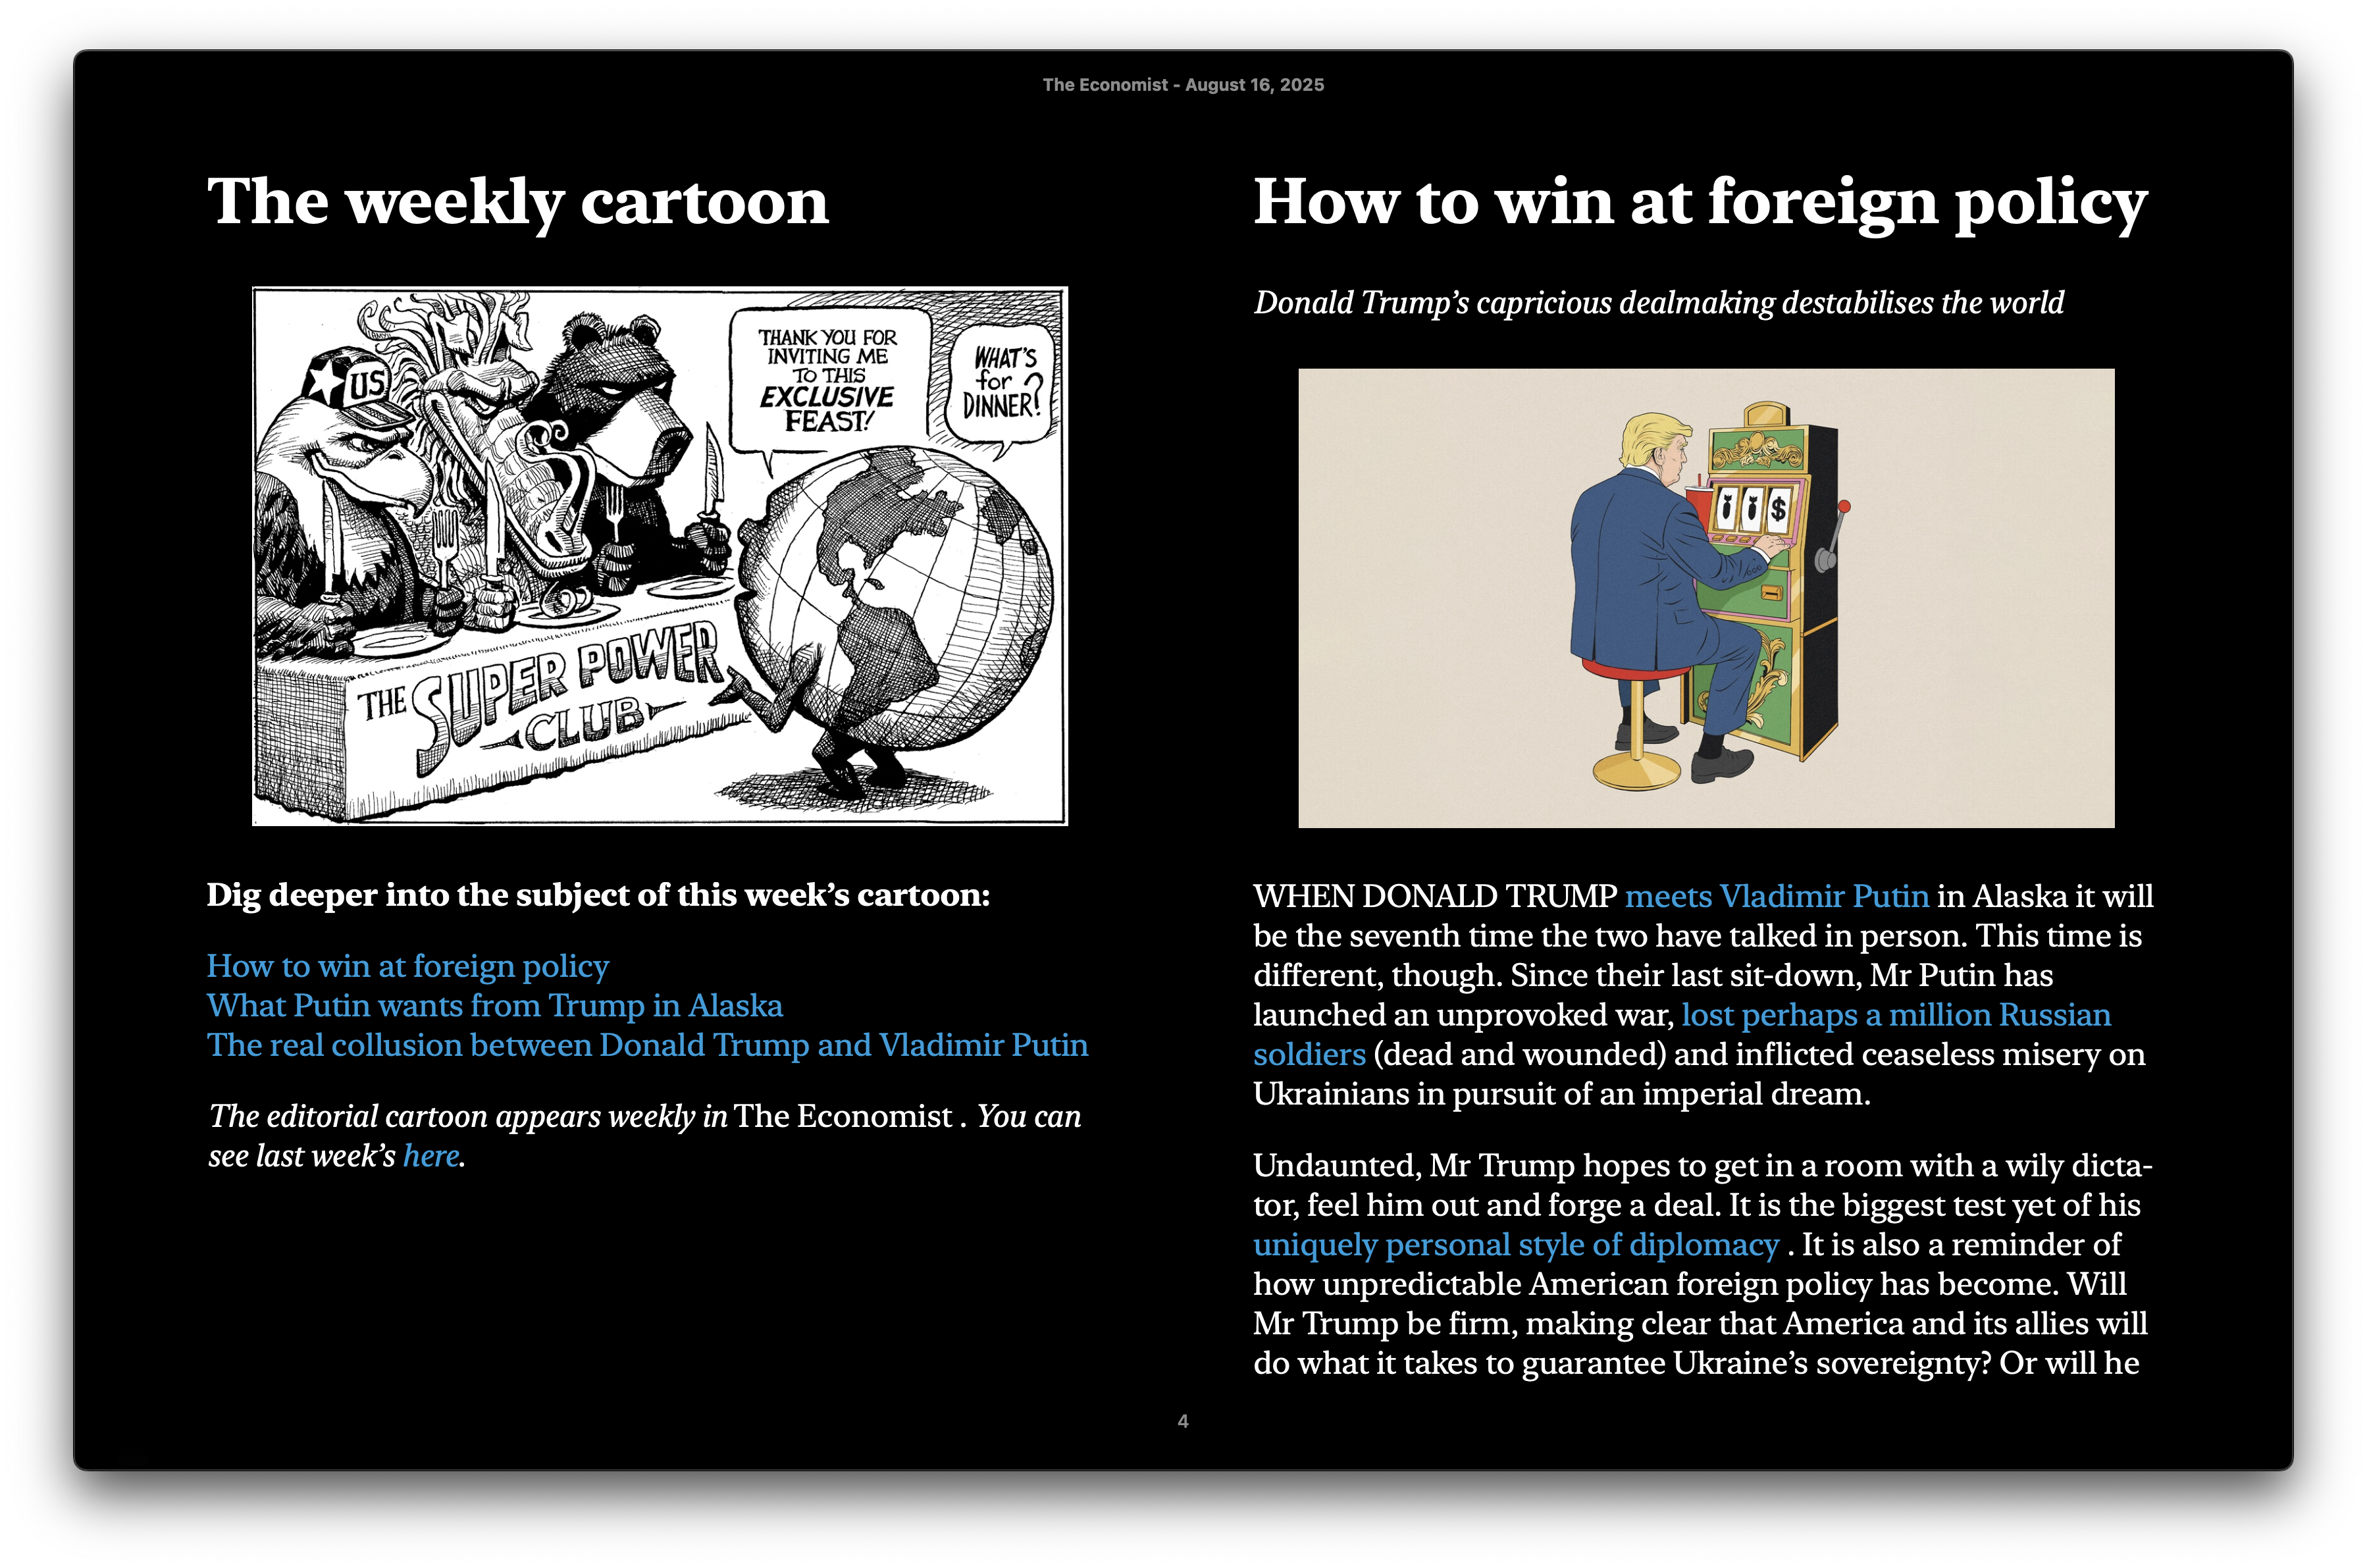 The Economist - August 16, 2025
The weekly cartoon
US
THANK YOU FOR
INVITING ME
TO THIS
EXCLUSIVE
FEAST!
WHAT'S
for
DINNER?
THE SUPER POWER
CLUB
Dig deeper into the subject of this week’s cartoon:
How to win at foreign policy
What Putin wants from Trump in Alaska
The real collusion between Donald Trump and Vladimir Putin
The editorial cartoon appears weekly in The Economist . You can
see last week’s here.
How to win at foreign policy
Donald Trump’s capricious dealmaking destabilises the world
$
WHEN DONALD TRUMP meets Vladimir Putin in Alaska it will
be the seventh time the two have talked in person. This time is
different, though. Since their last sit-down, Mr Putin has
launched an unprovoked war, lost perhaps a million Russian
soldiers (dead and wounded) and inflicted ceaseless misery on
Ukrainians in pursuit of an imperial dream.
Undaunted, Mr Trump hopes to get in a room with a wily dicta-
tor, feel him out and forge a deal. It is the biggest test yet of his
uniquely personal style of diplomacy . It is also a reminder of
how unpredictable American foreign policy has become. Will
Mr Trump be firm, making clear that America and its allies will
do what it takes to guarantee Ukraine’s sovereignty? Or will he
4